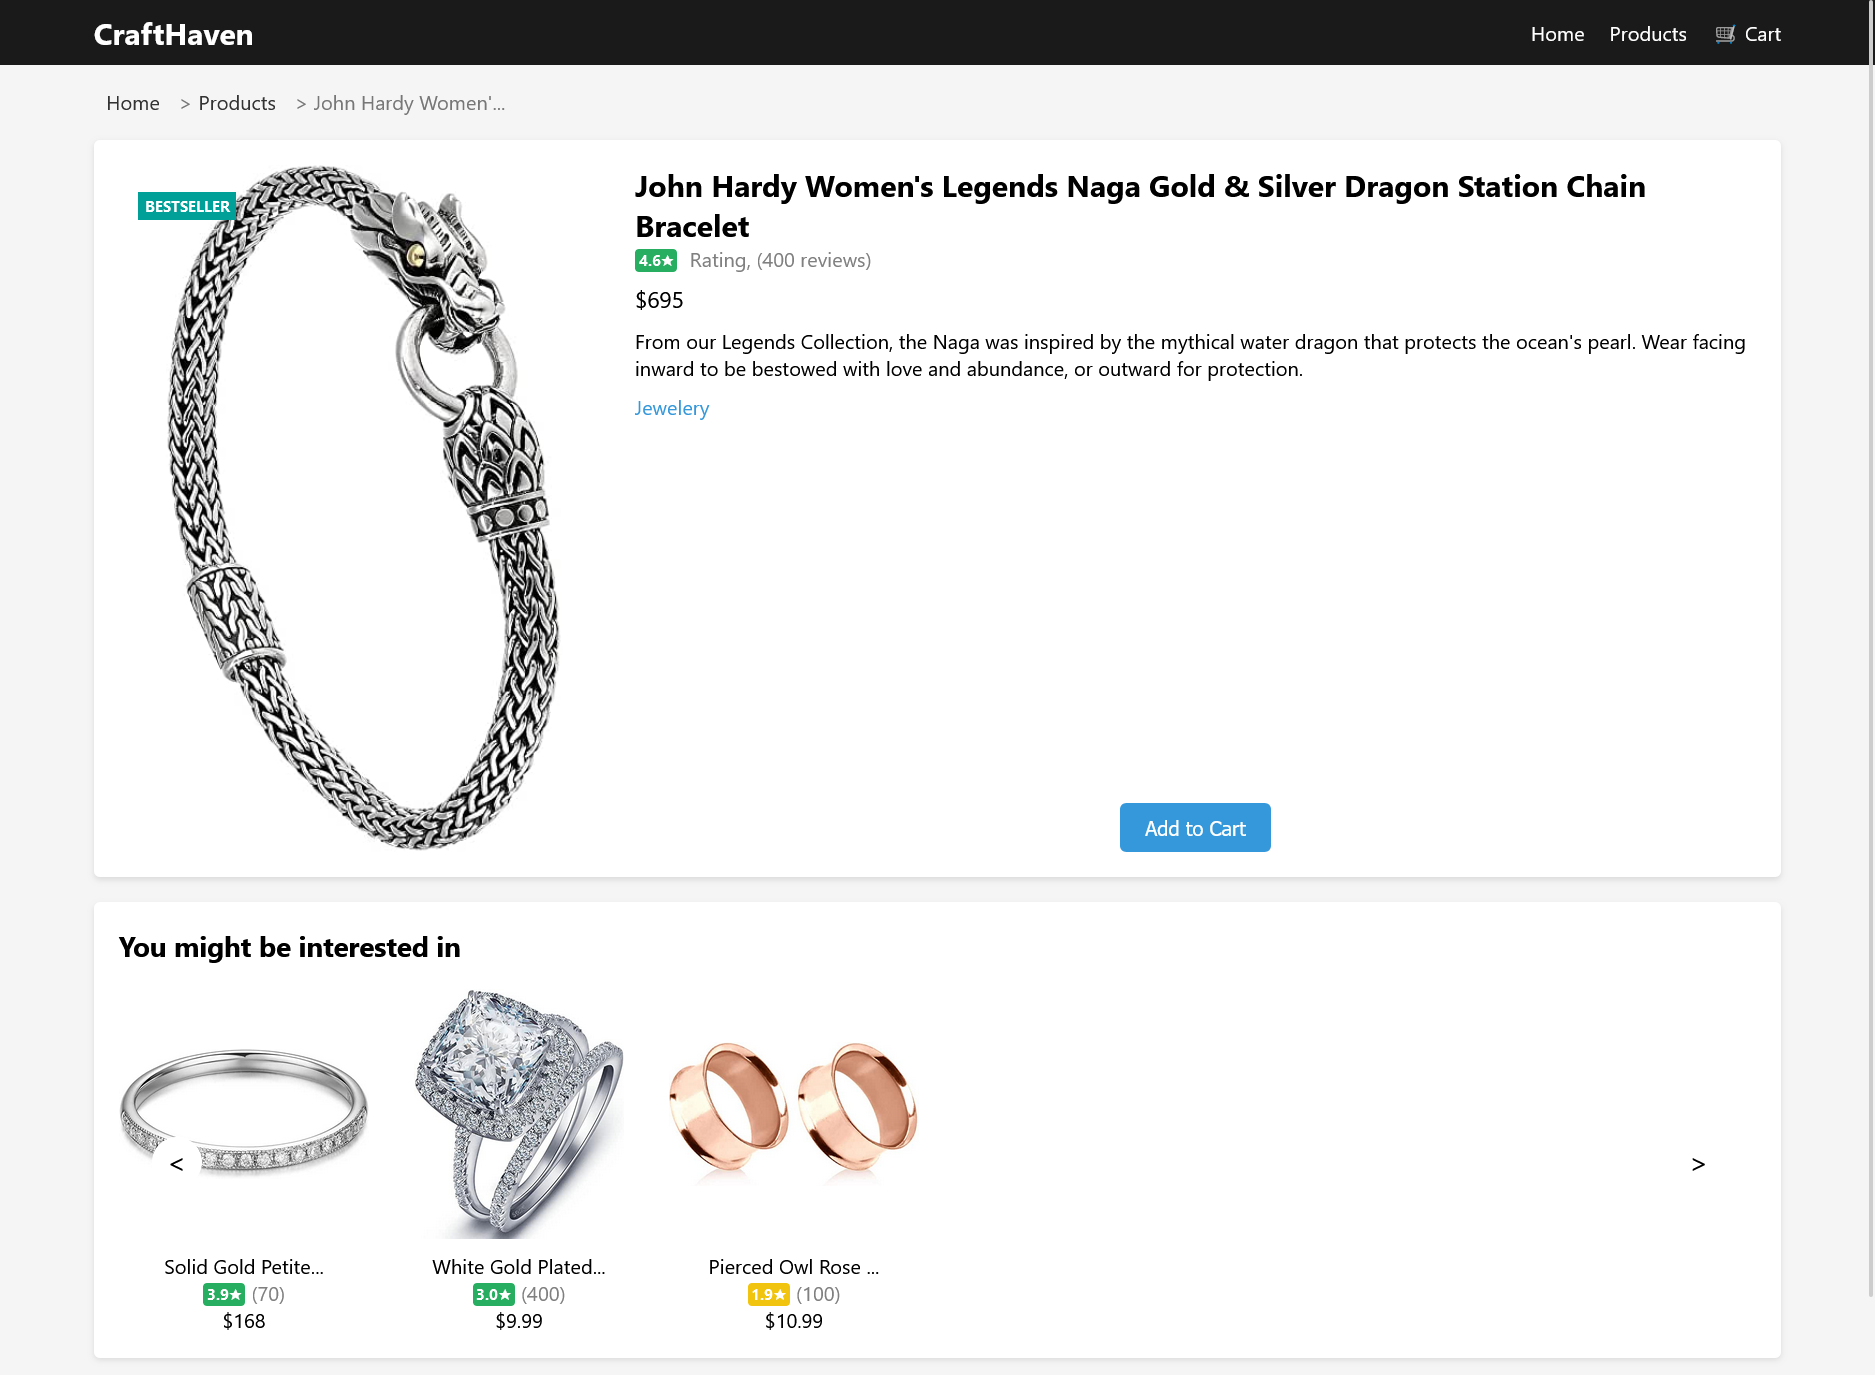 CraftHaven
Home Products 🛒 Cart
Home > Products > John Hardy Women'...
BESTSELLER
John Hardy Women's Legends Naga Gold & Silver Dragon Station Chain
Bracelet
4.6★ Rating, (400 reviews)
$695
From our Legends Collection, the Naga was inspired by the mythical water dragon that protects the ocean's pearl. Wear facing
inward to be bestowed with love and abundance, or outward for protection.
Jewelery
Add to Cart
You might be interested in
<
>
Solid Gold Petite...
3.9★ (70)
$168
White Gold Plated...
3.0★ (400)
$9.99
Pierced Owl Rose ...
1.9★ (100)
$10.99